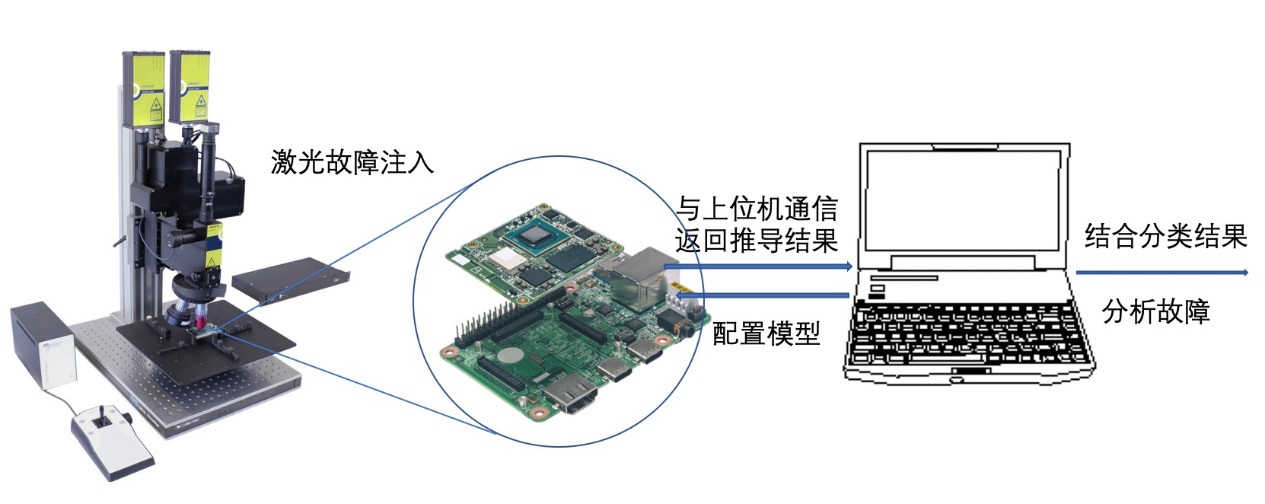 激光故障注入
与上位机通信
返回推导结果
配置模型
结合分类结果
分析故障